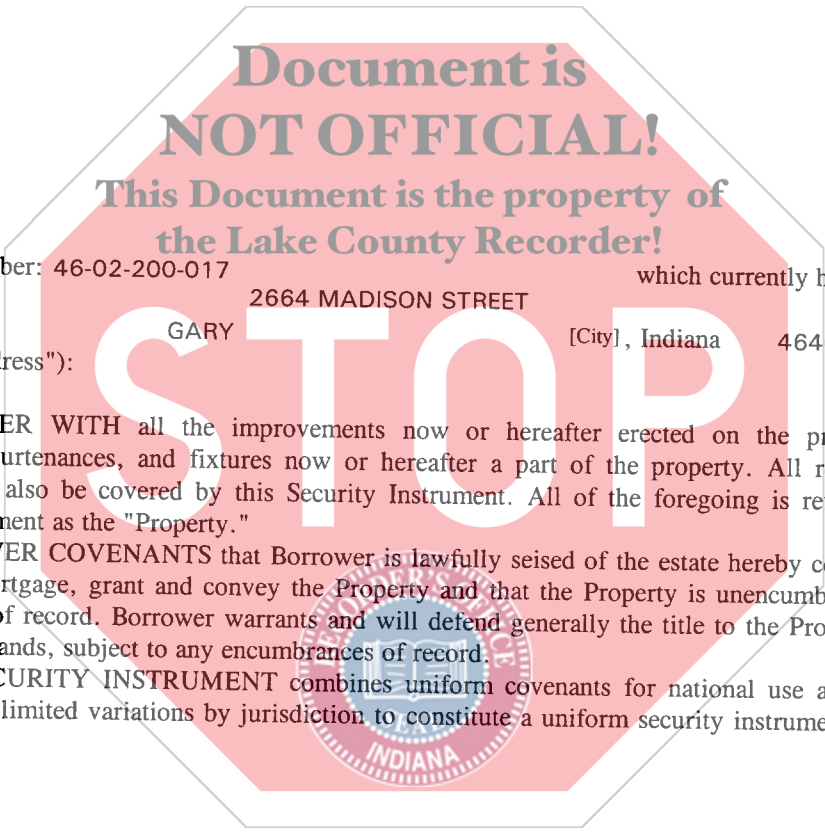 Document is
NOT OFFICIAL!
This Document is the property of
the Lake County Recorder!
ber: 46-02-200-017 which currently h
2664 MADISON STREET
GARY [City], Indiana 464
ress"):
STOP
ER WITH all the improvements now or hereafter erected on the pr
urtenances, and fixtures now or hereafter a part of the property. All r
also be covered by this Security Instrument. All of the foregoing is re
ment as the "Property."
ER COVENANTS that Borrower is lawfully seised of the estate hereby c
rtgage, grant and convey the Property and that the Property is unencumb
of record. Borrower warrants and will defend generally the title to the Pro
ands, subject to any encumbrances of record.
CURITY INSTRUMENT combines uniform covenants for national use a
limited variations by jurisdiction to constitute a uniform security instrume
RECORDER'S OFFICE
SEAL
INDIANA